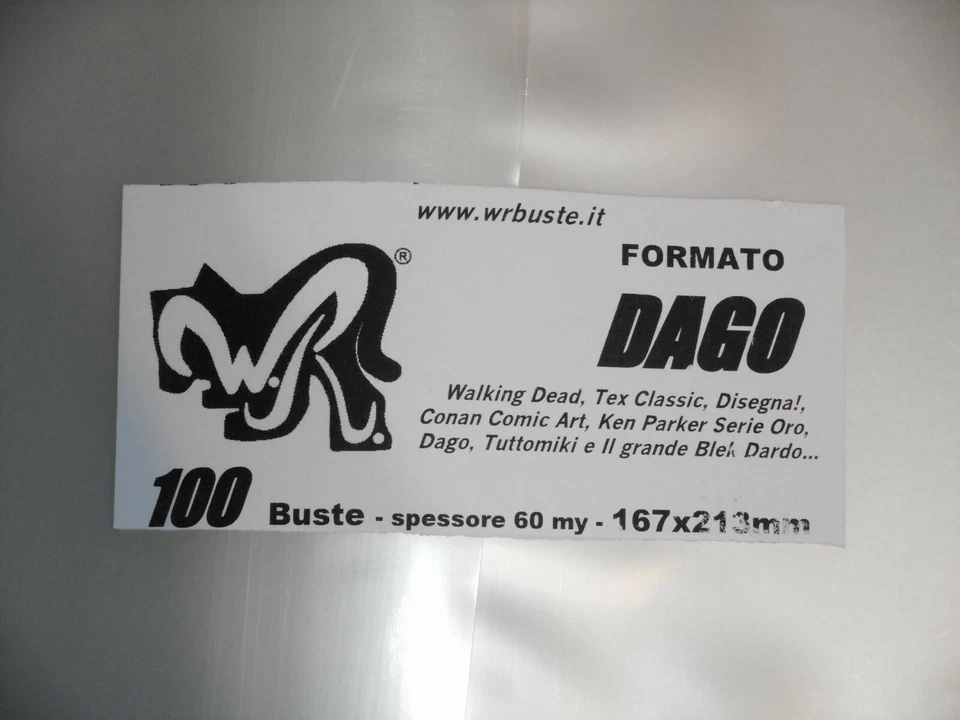 www.wrbuste.it
W.R.®
FORMATO
DAGO
Walking Dead, Tex Classic, Disegna!,
Conan Comic Art, Ken Parker Serie Oro,
Dago, Tuttomiki e Il grande Blek Dardo...
100 Buste - spessore 60 my - 167x213mm